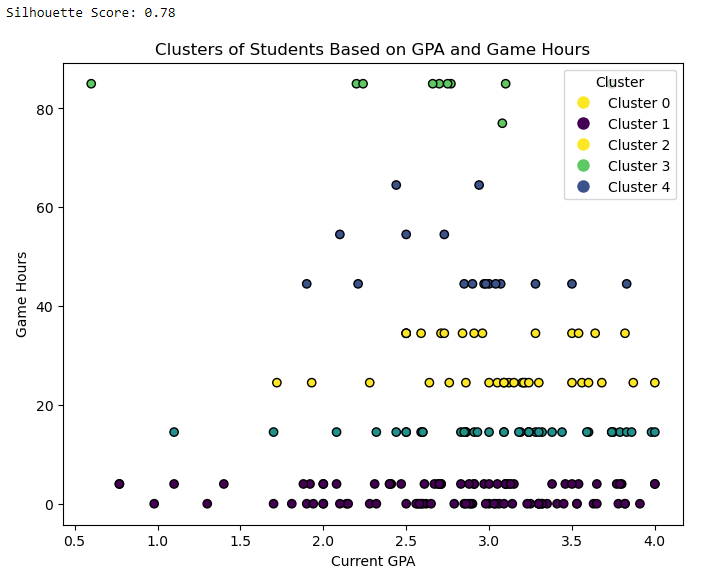 Silhouette Score: 0.78
Clusters of Students Based on GPA and Game Hours
Cluster
Cluster 0
Cluster 1
Cluster 2
Cluster 3
Cluster 4
Game Hours
80
60
40
20
0
0.5 1.0 1.5 2.0 2.5 3.0 3.5 4.0
Current GPA